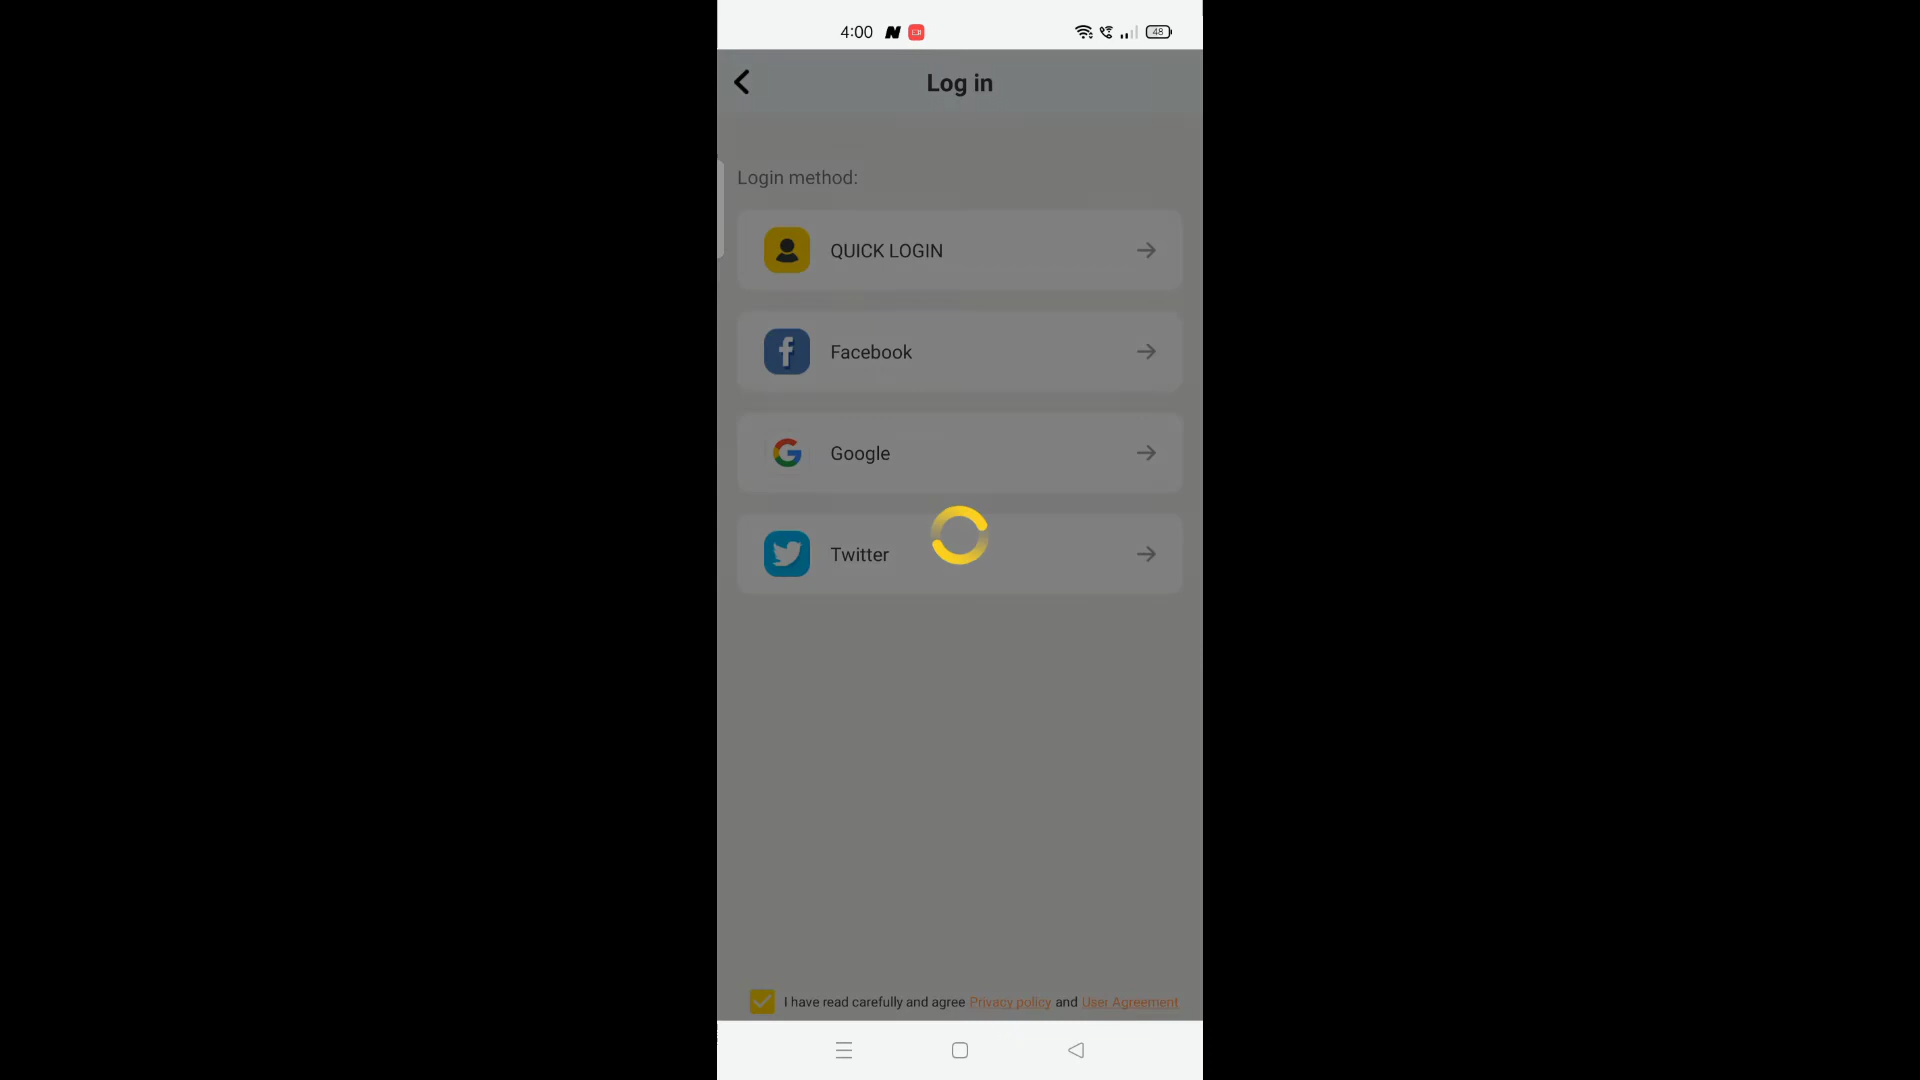 4:00
48
Log in
Login method:
QUICK LOGIN
Facebook
Google
Twitter
I have read carefully and agree Privacy policy and User Agreement